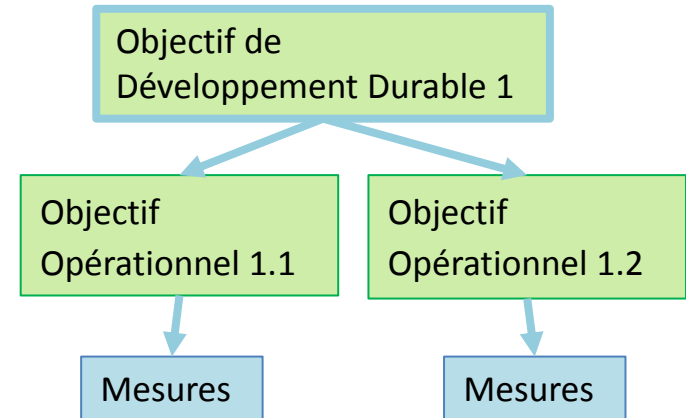 Objectif de
Développement Durable 1
Objectif
Opérationnel 1.1
Objectif
Opérationnel 1.2
Mesures
Mesures